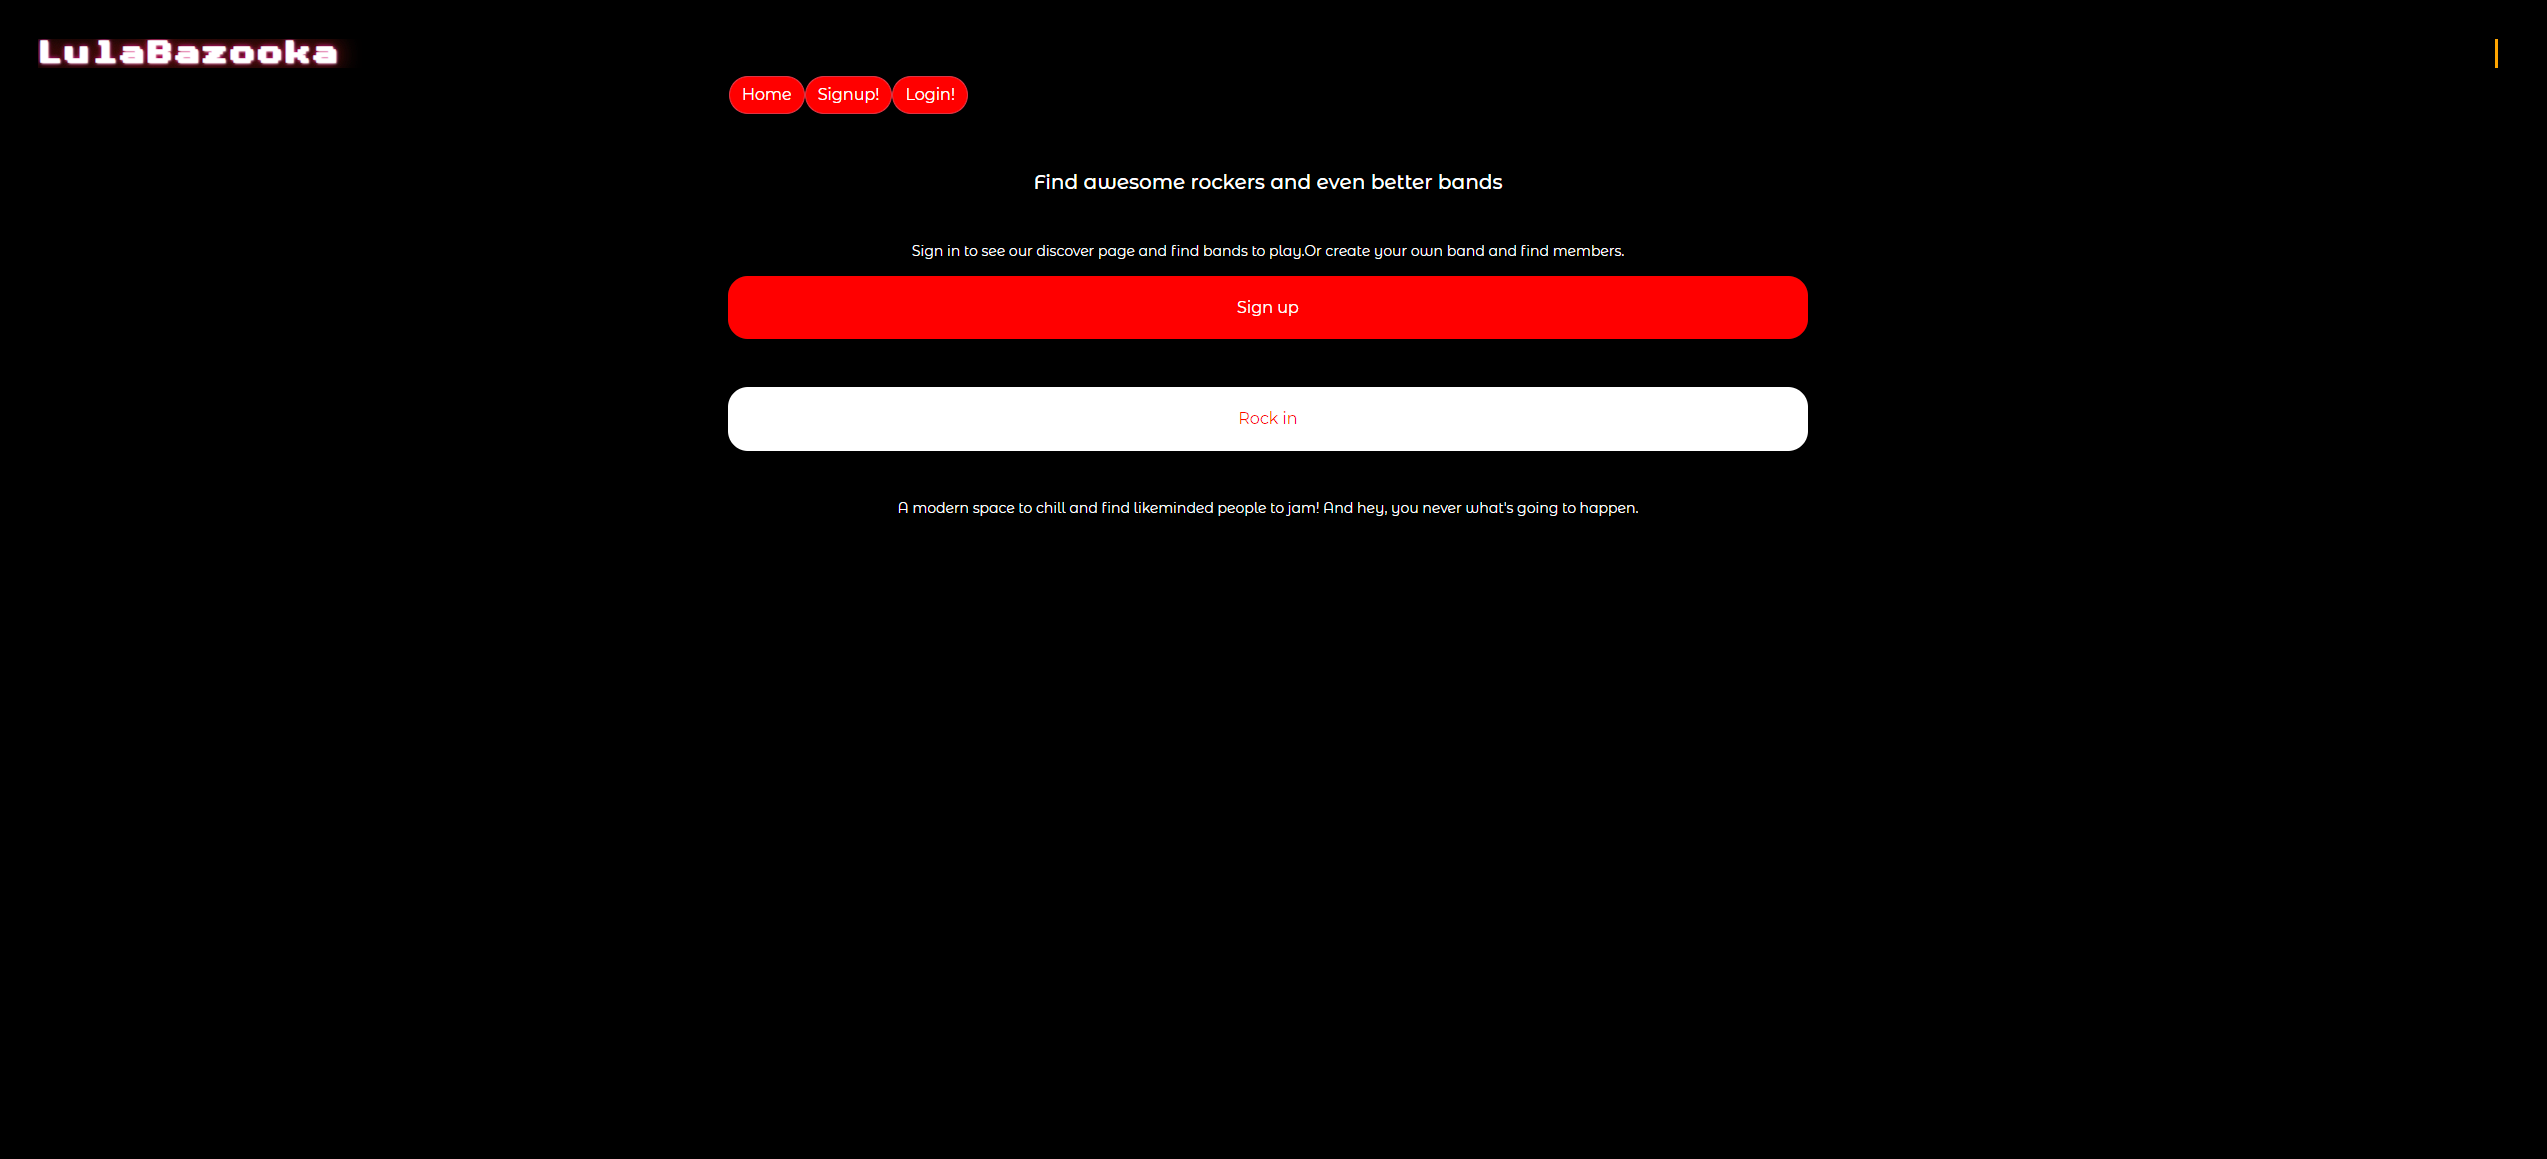 LulaBazooka
Home Signup! Login!
Find awesome rockers and even better bands
Sign in to see our discover page and find bands to play.Or create your own band and find members.
Sign up
Rock in
A modern space to chill and find likeminded people to jam! And hey, you never what's going to happen.